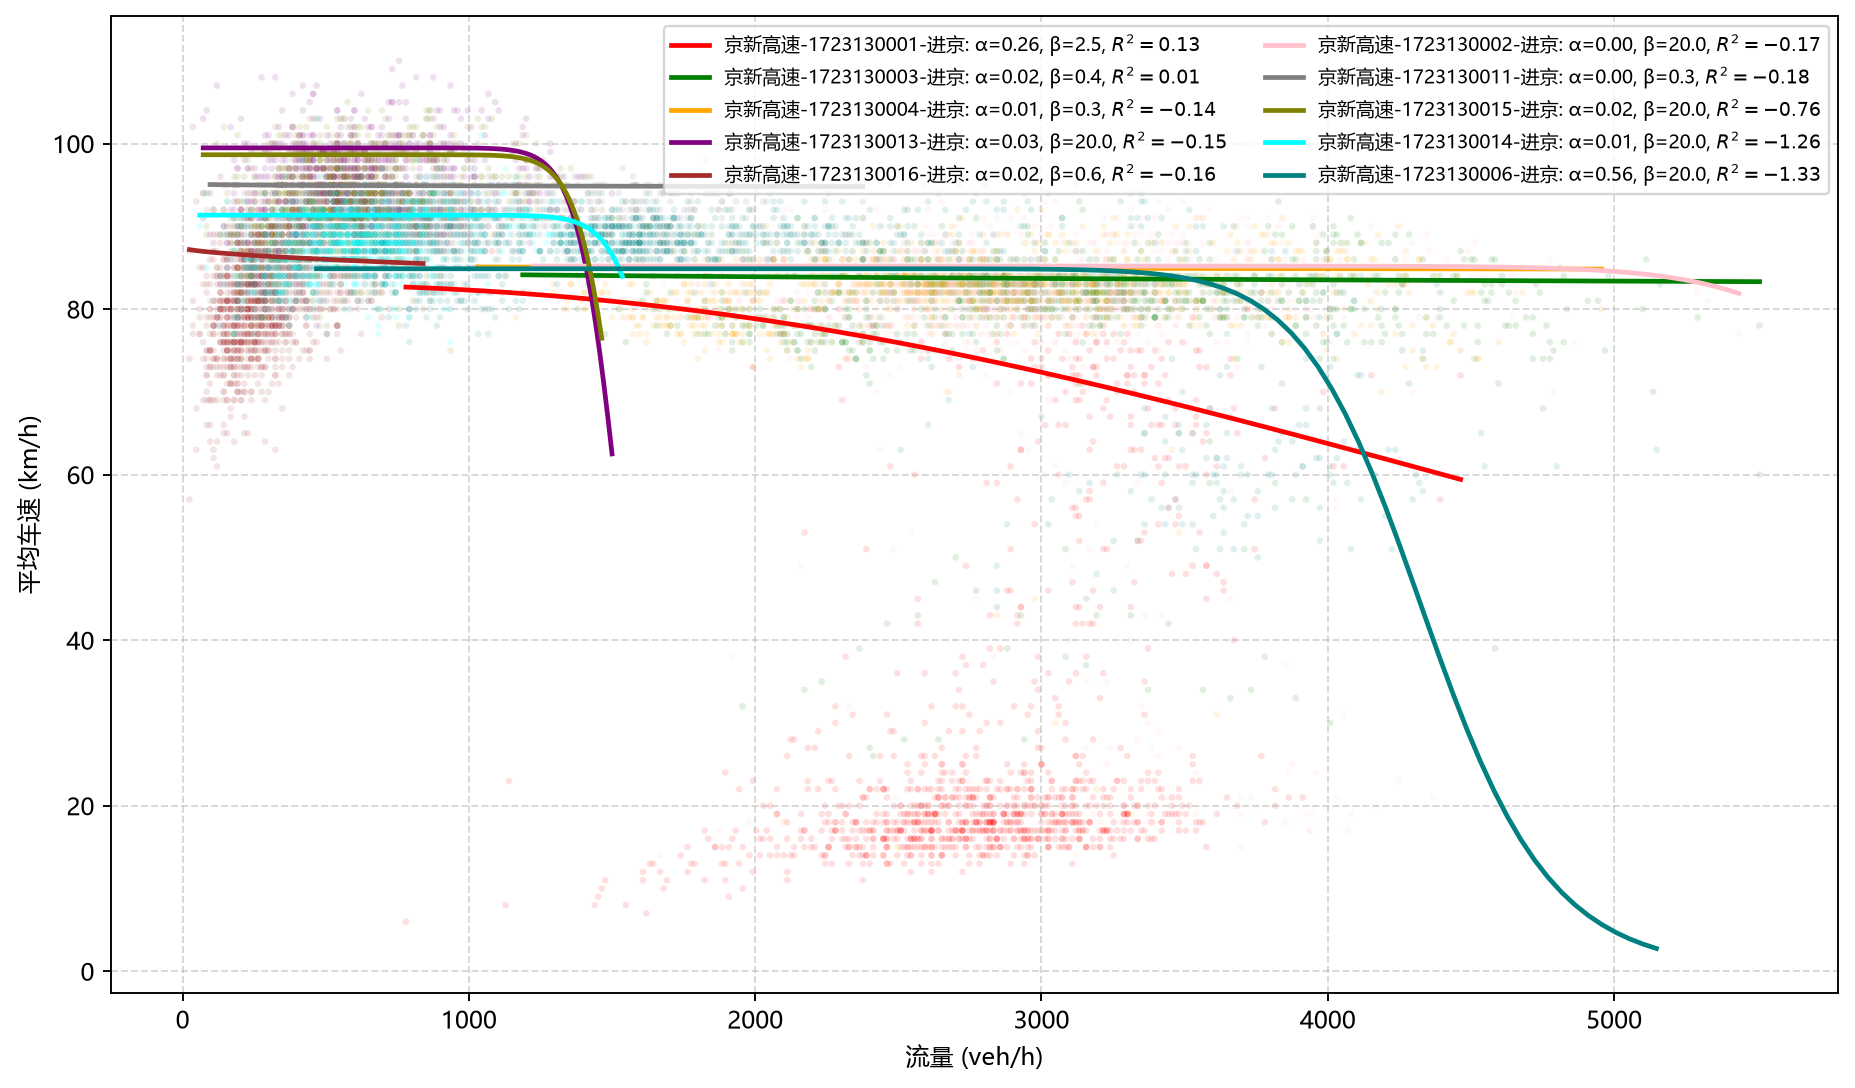 京新高速-1723130001-进京: α=0.26, β=2.5, R² = 0.13
京新高速-1723130003-进京: α=0.02, β=0.4, R² = 0.01
京新高速-1723130004-进京: α=0.01, β=0.3, R² = −0.14
京新高速-1723130013-进京: α=0.03, β=20.0, R² = −0.15
京新高速-1723130016-进京: α=0.02, β=0.6, R² = −0.16
京新高速-1723130002-进京: α=0.00, β=20.0, R² = −0.17
京新高速-1723130011-进京: α=0.00, β=0.3, R² = −0.18
京新高速-1723130015-进京: α=0.02, β=20.0, R² = −0.76
京新高速-1723130014-进京: α=0.01, β=20.0, R² = −1.26
京新高速-1723130006-进京: α=0.56, β=20.0, R² = −1.33
平均车速 (km/h)
100
80
60
40
20
0
0 1000 2000 3000 4000 5000
流量 (veh/h)